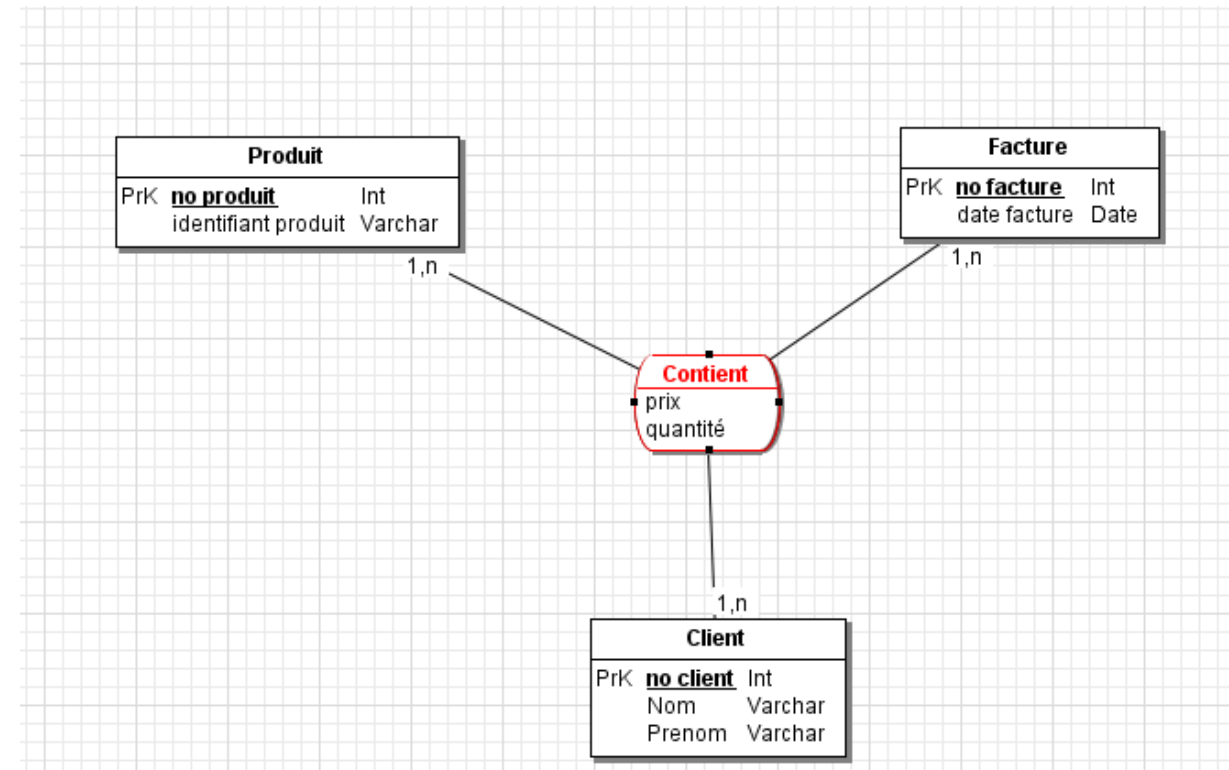 Produit
PrK no produit Int
identifiant produit Varchar
1,n
Facture
PrK no facture Int
date facture Date
1,n
Contient
prix
quantité
1,n
Client
PrK no client Int
Nom Varchar
Prenom Varchar